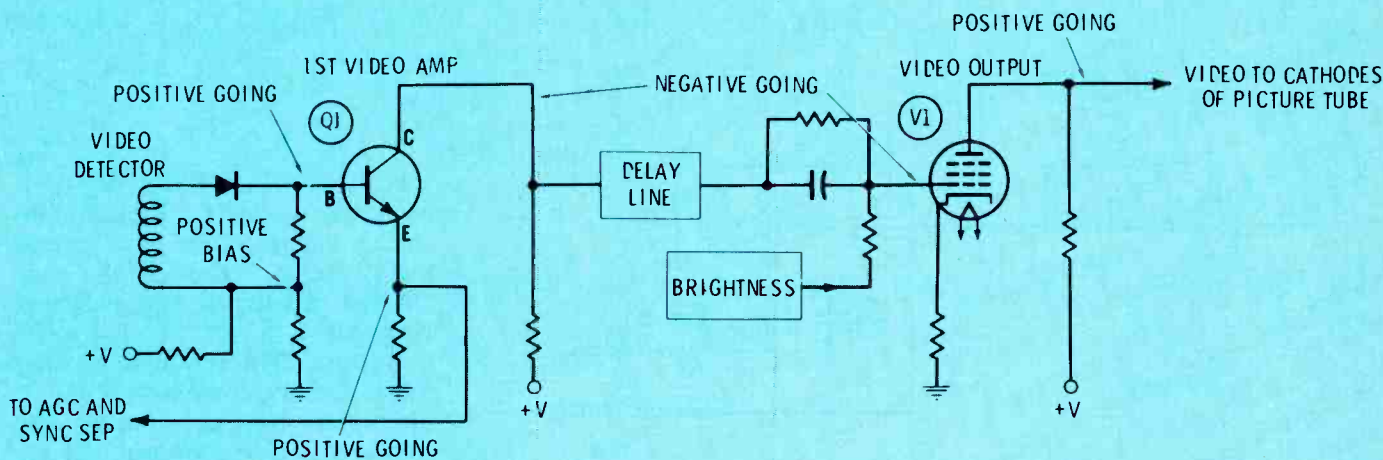 POSITIVE GOING
1ST VIDEO AMP
VIDEO OUTPUT
POSITIVE GOING
NEGATIVE GOING
VIDEO TO CATHODES
OF PICTURE TUBE
Q1
V1
C
VIDEO
DETECTOR
DELAY
LINE
B
POSITIVE
BIAS
E
BRIGHTNESS
+V
+V
+V
TO AGC AND
SYNC SEP
POSITIVE GOING